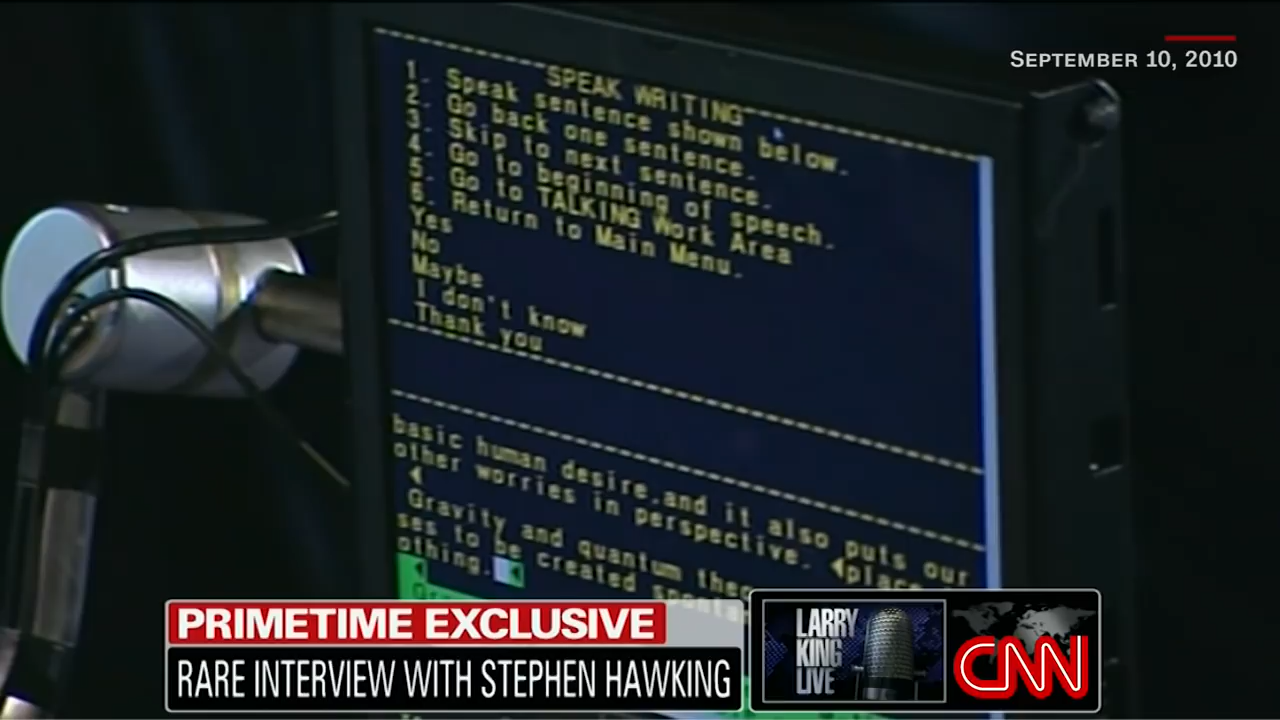 SEPTEMBER 10, 2010
SPEAK WRITING
1. Speak sentence shown below.
2. Go back one sentence.
3. Skip to next sentence.
4. Go to beginning of speech.
5. Go to TALKING Work Area
6. Return to Main Menu.
Yes
No
Maybe
I don't know
Thank you
basic human desire.and it also puts our
other worries in perspective. place
Gravity and quantum theo
ses to be created sponta
othing.
PRIMETIME EXCLUSIVE
RARE INTERVIEW WITH STEPHEN HAWKING
LARRY
KING
LIVE
CNN